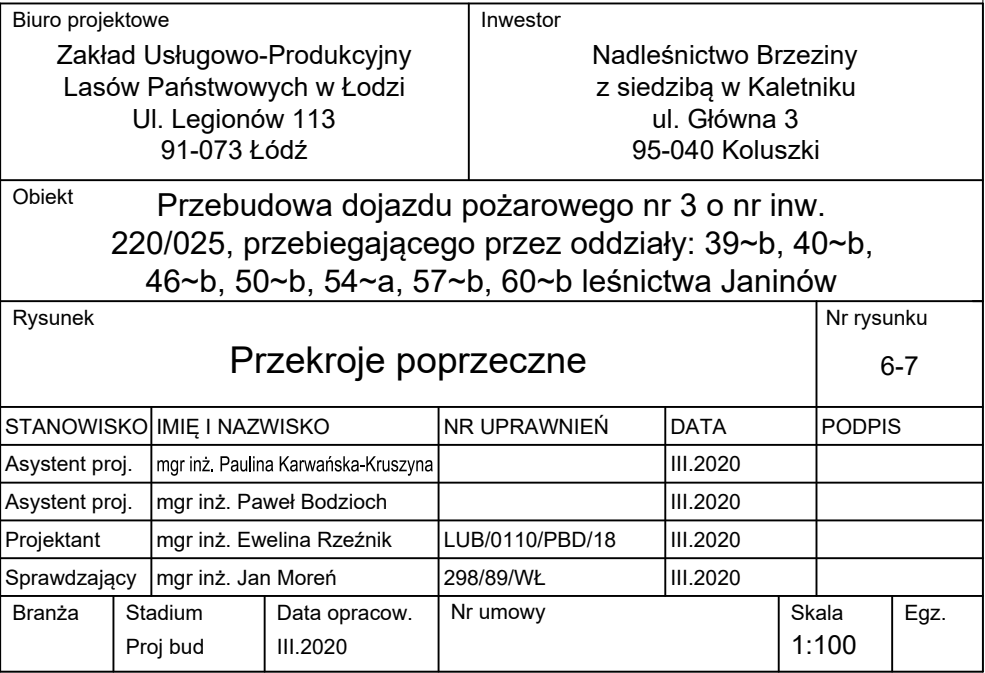 Biuro projektowe
Zakład Usługowo-Produkcyjny
Lasów Państwowych w Łodzi
Ul. Legionów 113
91-073 Łódź
Inwestor
Nadleśnictwo Brzeziny
z siedzibą w Kaletniku
ul. Główna 3
95-040 Koluszki
Obiekt
Przebudowa dojazdu pożarowego nr 3 o nr inw.
220/025, przebiegającego przez oddziały: 39~b, 40~b,
46~b, 50~b, 54~a, 57~b, 60~b leśnictwa Janinów
Rysunek
Przekroje poprzeczne
Nr rysunku
6-7
STANOWISKO IMIĘ I NAZWISKO NR UPRAWNIEŃ DATA PODPIS
Asystent proj. mgr inż. Paulina Karwańska-Kruszyna III.2020
Asystent proj. mgr inż. Paweł Bodzioch III.2020
Projektant mgr inż. Ewelina Rzeźnik LUB/0110/PBD/18 III.2020
Sprawdzający mgr inż. Jan Moreń 298/89/WŁ III.2020
Branża Stadium Data opracow. Nr umowy Skala Egz.
Proj bud III.2020 1:100